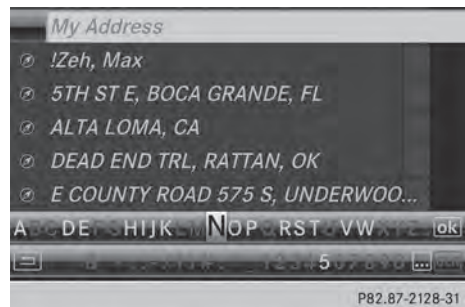 My Address
!Zeh, Max
5TH ST E, BOCA GRANDE, FL
ALTA LOMA, CA
DEAD END TRL, RATTAN, OK
E COUNTY ROAD 575 S, UNDERWOO...
A DE HIJK NOP RST VW ok
5 ...
P82.87-2128-31